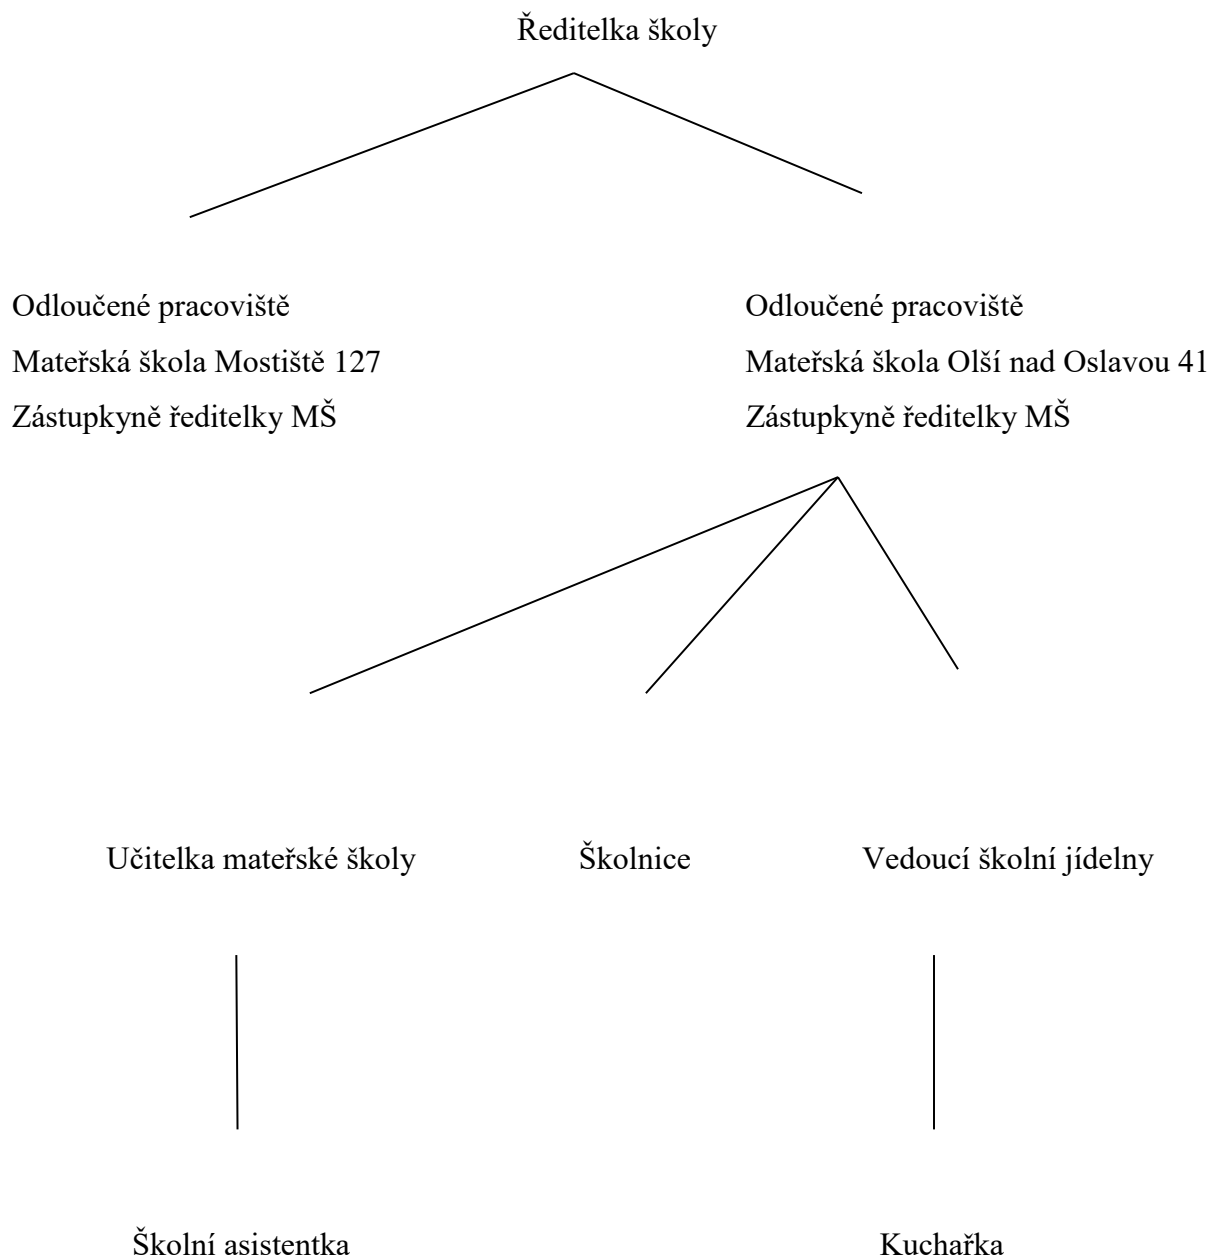 Ředitelka školy
Odloučené pracoviště
Mateřská škola Mostiště 127
Zástupkyně ředitelky MŠ
Odloučené pracoviště
Mateřská škola Olší nad Oslavou 41
Zástupkyně ředitelky MŠ
Učitelka mateřské školy
Školnice
Vedoucí školní jídelny
Školní asistentka
Kuchařka